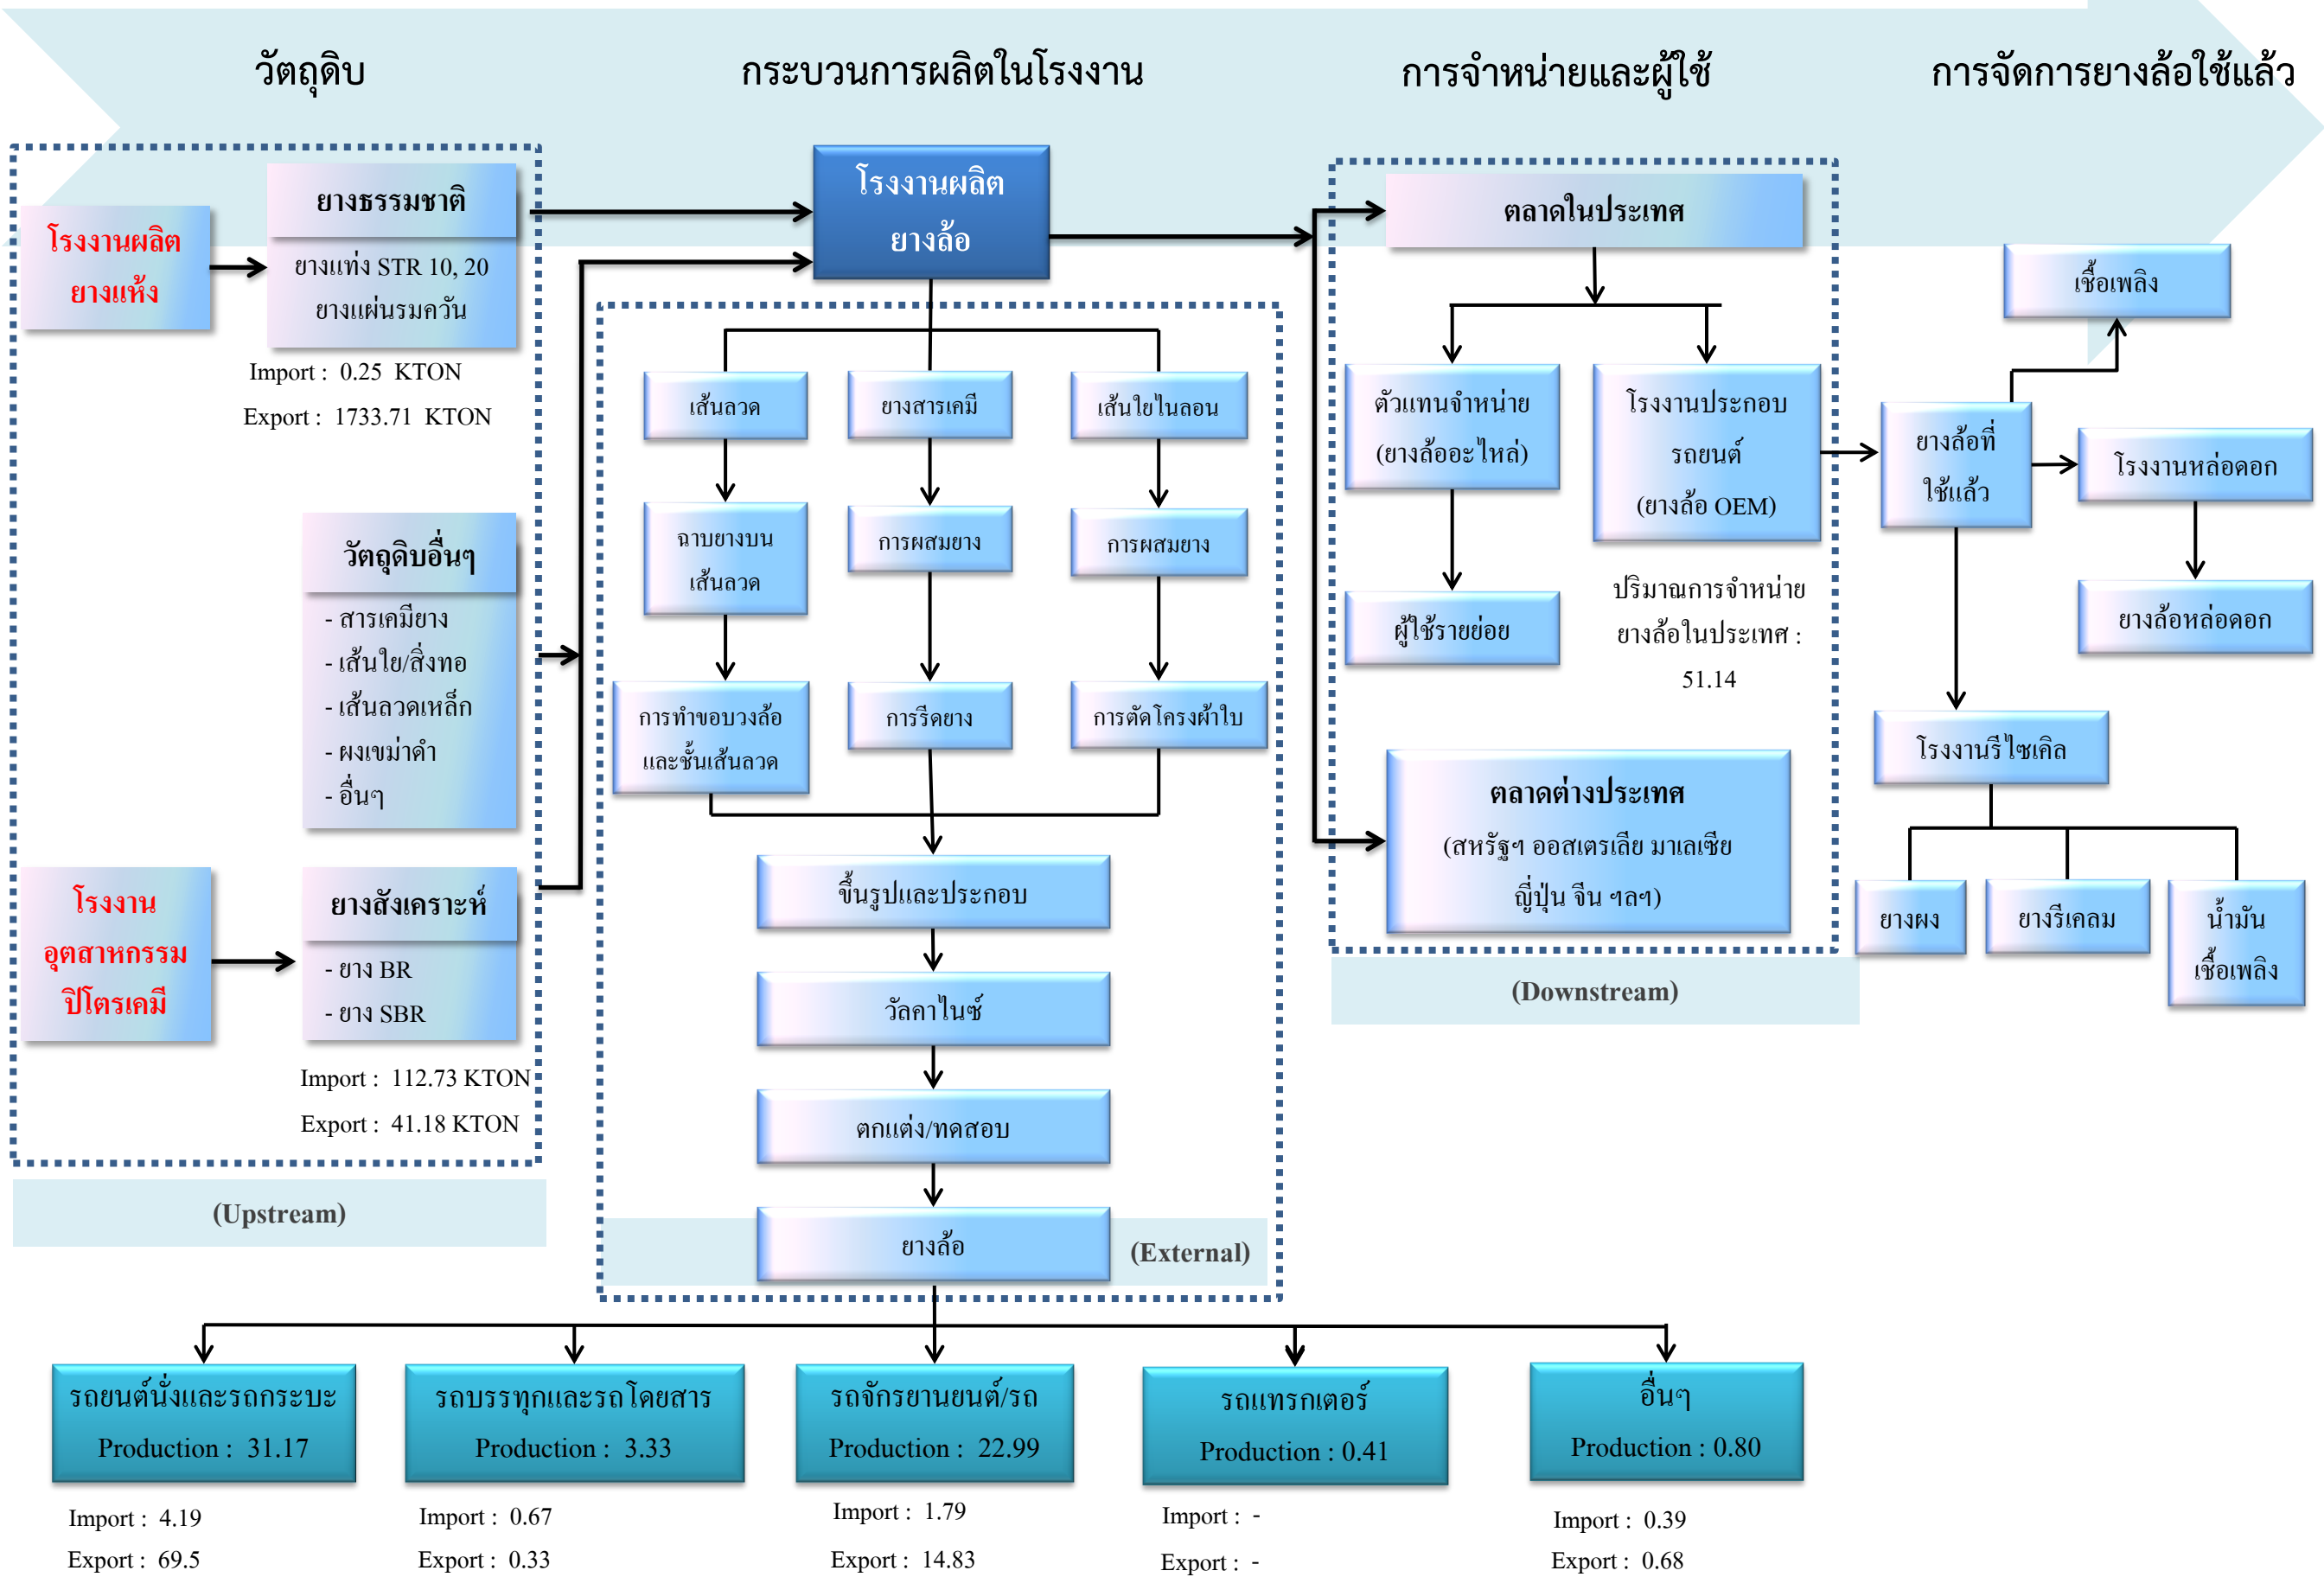 วัตถุดิบ
กระบวนการผลิตในโรงงาน
การจำหน่ายและผู้ใช้
การจัดการยางล้อใช้แล้ว
โรงงานผลิต
ยางแห้ง
ยางธรรมชาติ
ยางแท่ง STR 10, 20
ยางแผ่นรมควัน
Import : 0.25 KTON
Export : 1733.71 KTON
วัตถุดิบอื่นๆ
- สารเคมียาง
- เส้นใย/สิ่งทอ
- เส้นลวดเหล็ก
- ผงเขม่าดำ
- อื่นๆ
โรงงาน
อุตสาหกรรม
ปิโตรเคมี
ยางสังเคราะห์
- ยาง BR
- ยาง SBR
Import : 112.73 KTON
Export : 41.18 KTON
(Upstream)
โรงงานผลิต
ยางล้อ
เส้นลวด
ยางสารเคมี
เส้นใยไนลอน
ฉาบยางบน
เส้นลวด
การผสมยาง
การผสมยาง
การทำขอบวงล้อ
และชั้นเส้นลวด
การรีดยาง
การตัดโครงผ้าใบ
ขึ้นรูปและประกอบ
วัลคาไนซ์
ตกแต่ง/ทดสอบ
ยางล้อ
(External)
ตลาดในประเทศ
ตัวแทนจำหน่าย
(ยางล้ออะไหล่)
โรงงานประกอบ
รถยนต์
(ยางล้อ OEM)
ผู้ใช้รายย่อย
ปริมาณการจำหน่าย
ยางล้อในประเทศ :
51.14
ตลาดต่างประเทศ
(สหรัฐฯ ออสเตรเลีย มาเลเซีย
ญี่ปุ่น จีน ฯลฯ)
(Downstream)
เชื้อเพลิง
ยางล้อที่
ใช้แล้ว
โรงงานหล่อดอก
ยางล้อหล่อดอก
โรงงานรีไซเคิล
ยางผง
ยางรีเคลม
น้ำมัน
เชื้อเพลิง
รถยนต์นั่งและรถกระบะ
Production : 31.17
Import : 4.19
Export : 69.5
รถบรรทุกและรถโดยสาร
Production : 3.33
Import : 0.67
Export : 0.33
รถจักรยานยนต์/รถ
Production : 22.99
Import : 1.79
Export : 14.83
รถแทรกเตอร์
Production : 0.41
Import : -
Export : -
อื่นๆ
Production : 0.80
Import : 0.39
Export : 0.68